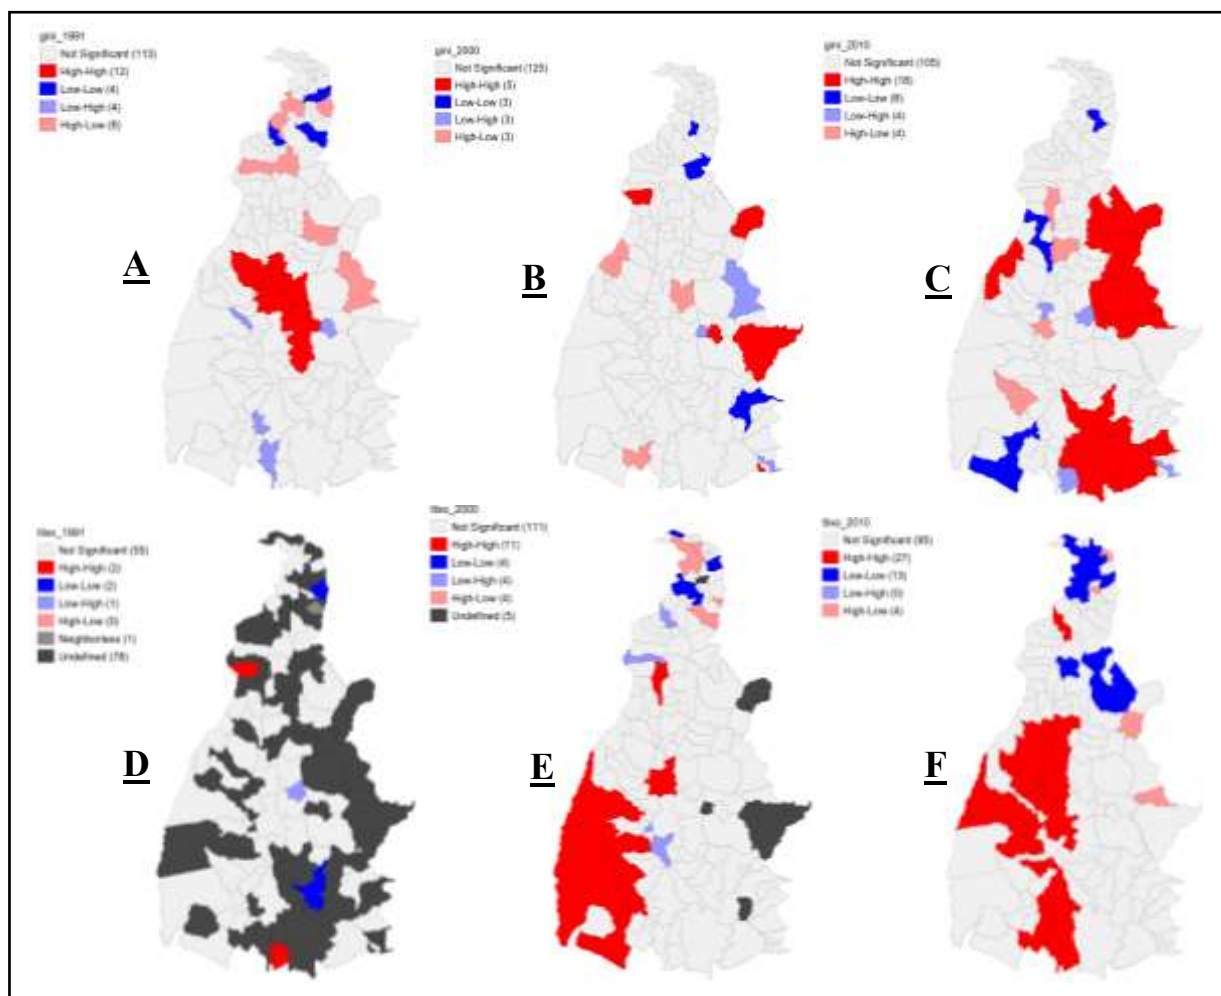 gini_1991
Not Significant (113)
High-High (12)
Low-Low (4)
Low-High (4)
High-Low (6)
A
gini_2000
Not Significant (125)
High-High (5)
Low-Low (3)
Low-High (3)
High-Low (3)
B
gini_2010
Not Significant (105)
High-High (18)
Low-Low (8)
Low-High (4)
High-Low (4)
C
lixo_1991
Not Significant (55)
High-High (2)
Low-Low (2)
Low-High (1)
High-Low (0)
Neighborless (1)
Undefined (78)
D
lixo_2000
Not Significant (111)
High-High (11)
Low-Low (4)
Low-High (4)
High-Low (4)
Undefined (5)
E
lixo_2010
Not Significant (95)
High-High (27)
Low-Low (13)
Low-High (0)
High-Low (4)
F